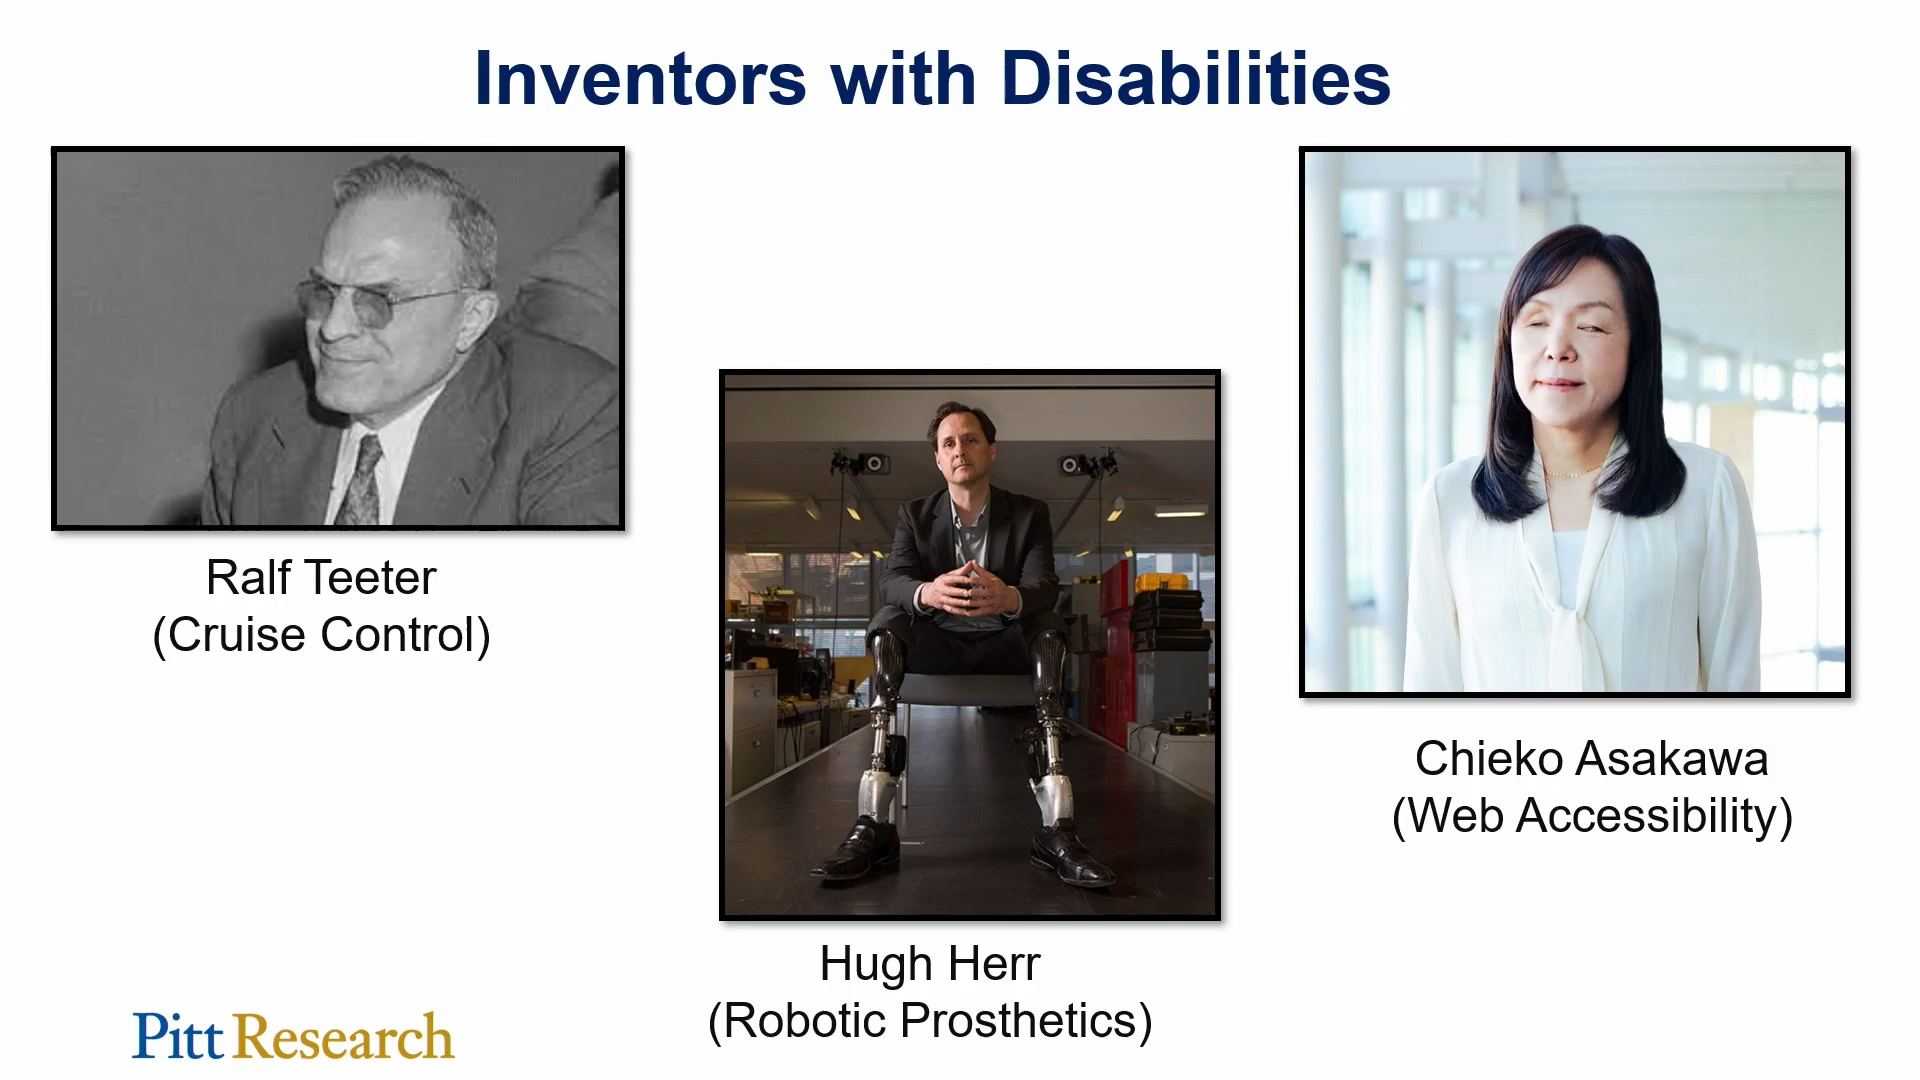 Inventors with Disabilities
Ralf Teeter
(Cruise Control)
Hugh Herr
(Robotic Prosthetics)
Chieko Asakawa
(Web Accessibility)
Pitt Research